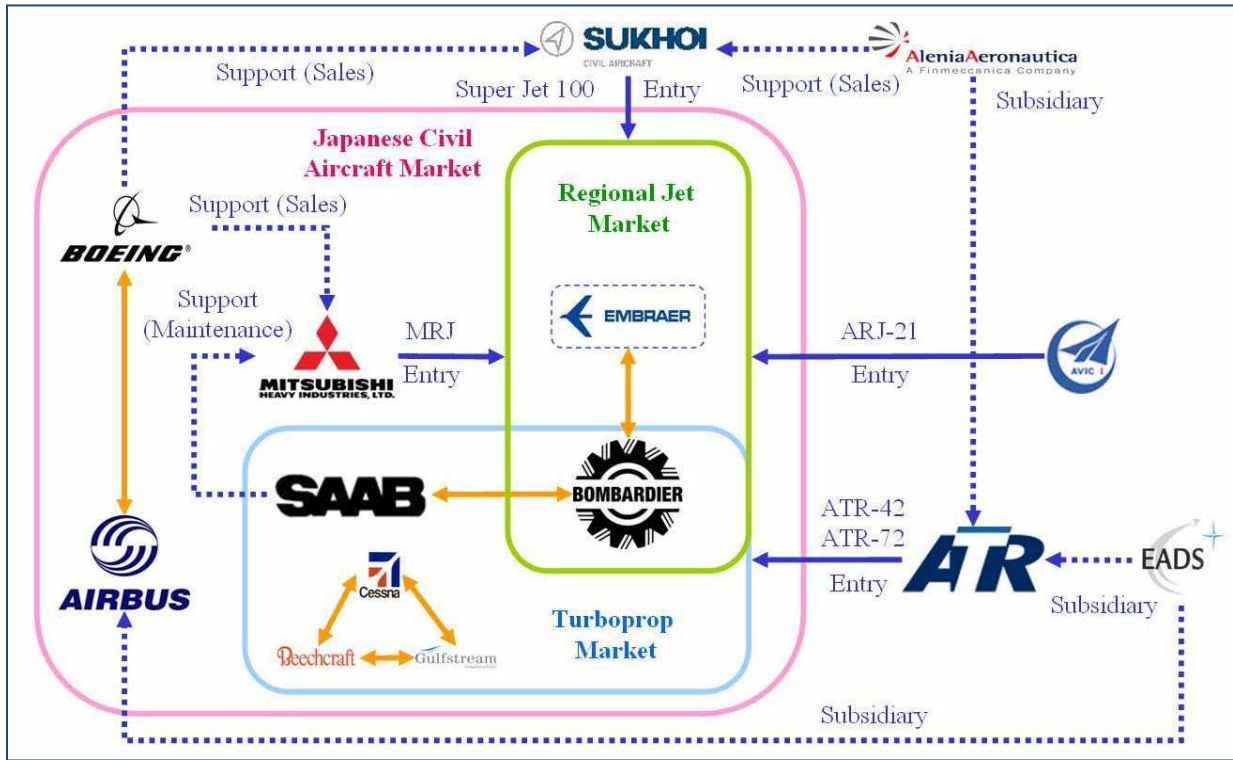 SUKHOI
CIVIL AIRCRAFT
AleniaAeronautica
A Finmeccanica Company
Support (Sales)
Super Jet 100
Entry
Support (Sales)
Subsidiary
Japanese Civil
Aircraft Market
Regional Jet
Market
BOEING®
Support (Sales)
Support
(Maintenance)
MITSUBISHI
HEAVY INDUSTRIES, LTD.
MRJ
Entry
EMBRAER
ARJ-21
Entry
AVIC I
SAAB
BOMBARDIER
ATR-42
ATR-72
Entry
ATR
EADS
Subsidiary
AIRBUS
Cessna
Beechcraft
Gulfstream
Turboprop
Market
Subsidiary